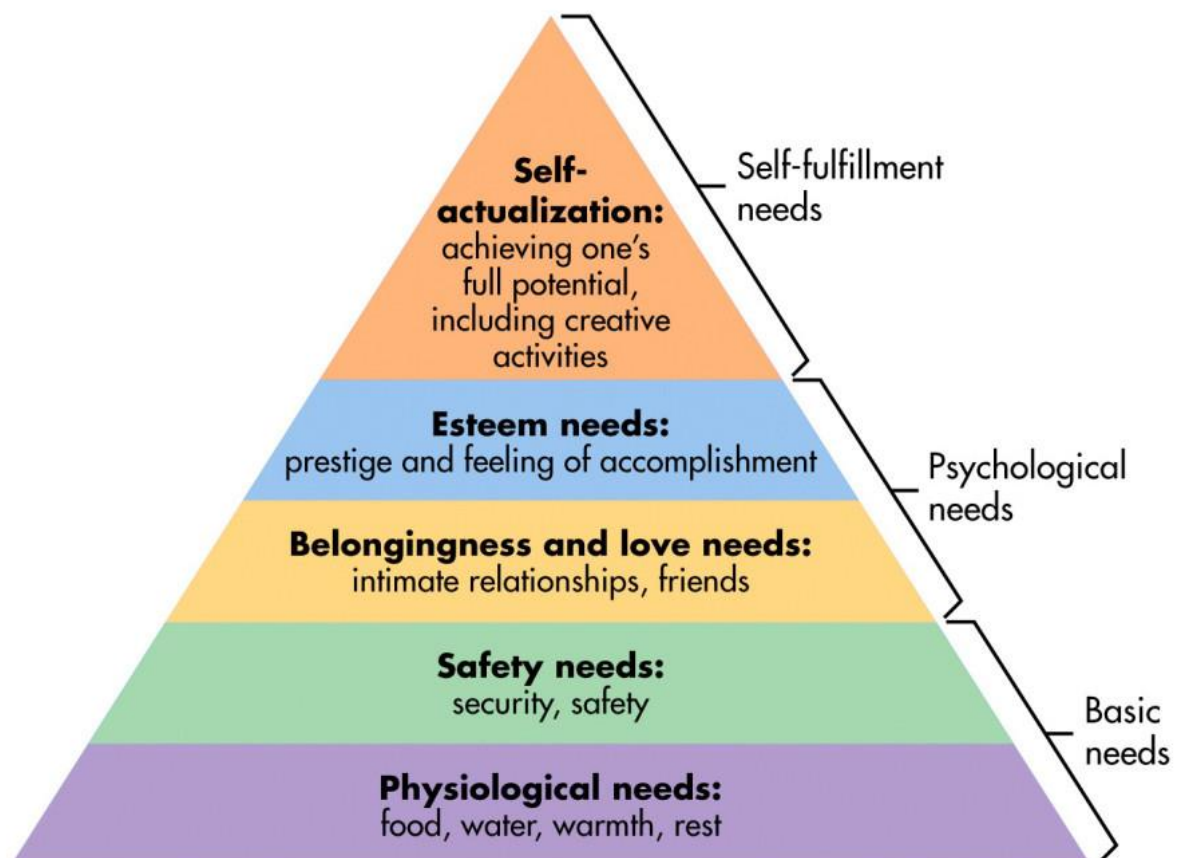 Self-
actualization:
achieving one's
full potential,
including creative
activities
Self-fulfillment
needs
Esteem needs:
prestige and feeling of accomplishment
Belongingness and love needs:
intimate relationships, friends
Psychological
needs
Safety needs:
security, safety
Physiological needs:
food, water, warmth, rest
Basic
needs